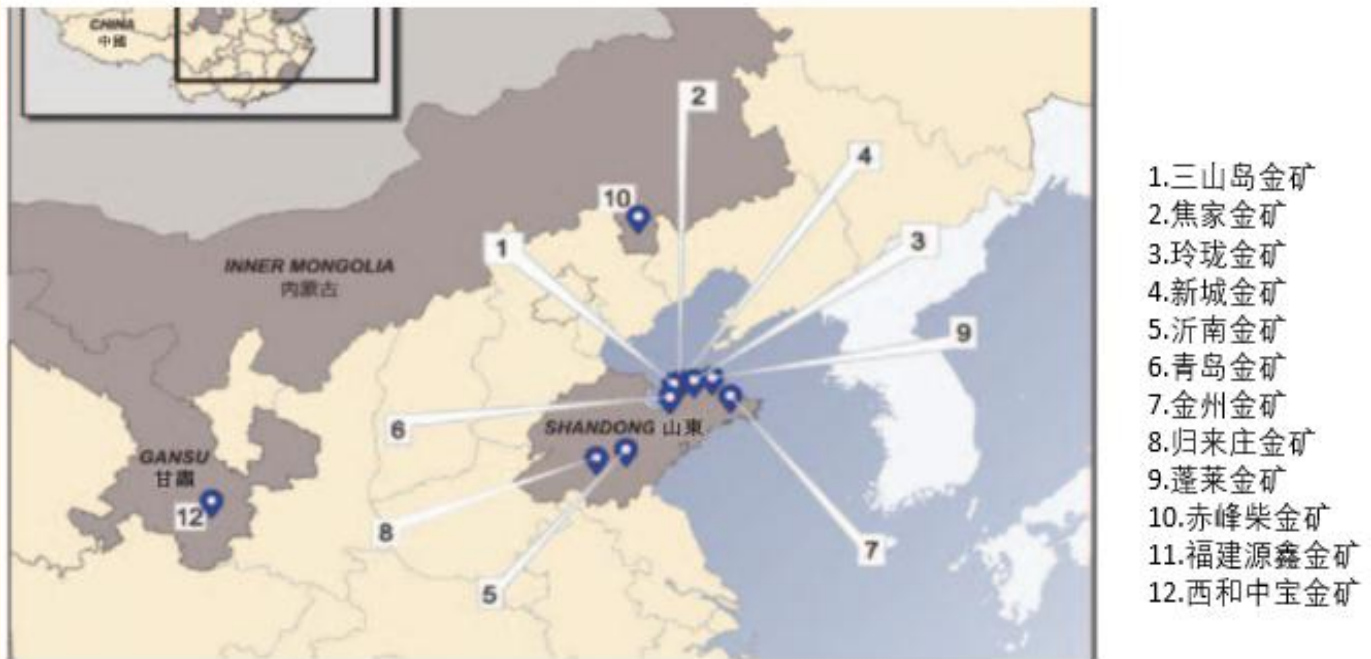 CHINA
中國
2
4
10
1
3
INNER MONGOLIA
內蒙古
9
6
SHANDONG 山東
GANSU
甘肅
12
8
7
5
1.三山岛金矿
2.焦家金矿
3.玲珑金矿
4.新城金矿
5.沂南金矿
6.青岛金矿
7.金州金矿
8.归来庄金矿
9.蓬莱金矿
10.赤峰柴金矿
11.福建源鑫金矿
12.西和中宝金矿